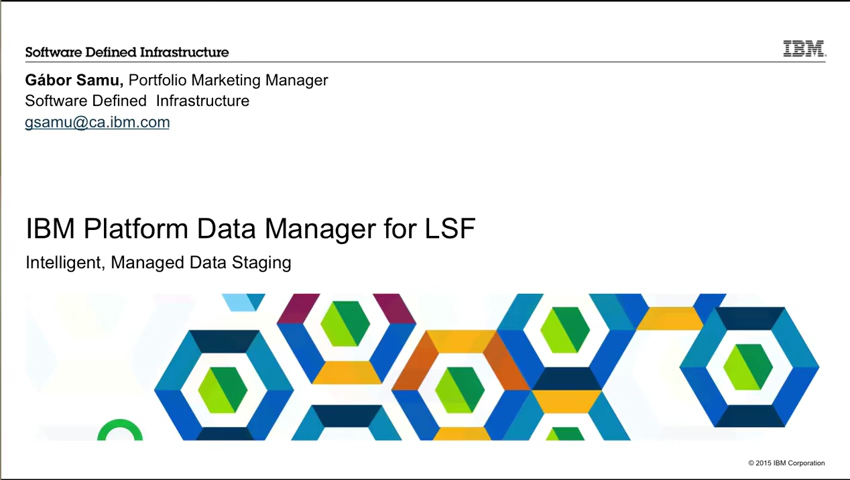 Software Defined Infrastructure
IBM
Gábor Samu, Portfolio Marketing Manager
Software Defined Infrastructure
gsamu@ca.ibm.com
IBM Platform Data Manager for LSF
Intelligent, Managed Data Staging
© 2015 IBM Corporation